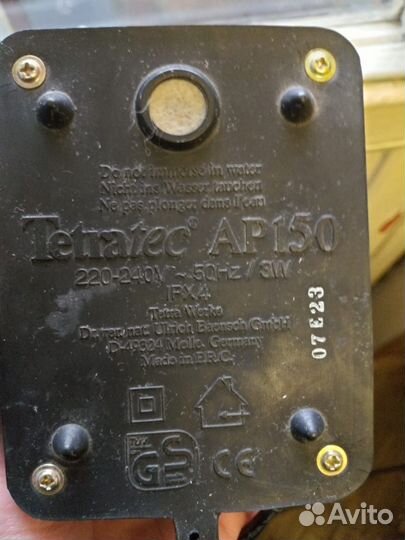 Do not immerse in water
Nicht ins Wasser tauchen
Ne pas plonger dans l'eau
Tetratec® AP150
220-240V ~ 50Hz / 3W
IPX4
Tetra Werke
Dr. rer. nat. Ulrich Baensch GmbH
D-49324 Melle, Germany
Made in P.R.C.
07E23
TÜV
GS
CE
Avito